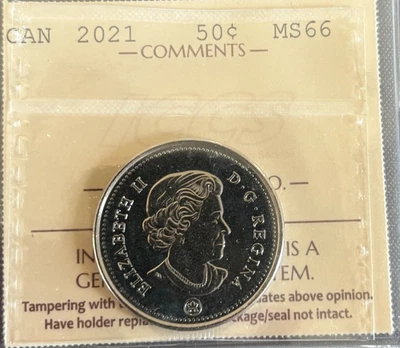 CAN 2021 50¢ MS66
COMMENTS
ICCS
O.
ELIZABETH II D·G·REGINA
IN IS A
GE EM.
Tampering with ates above opinion.
Have holder repla kage/seal not intact.